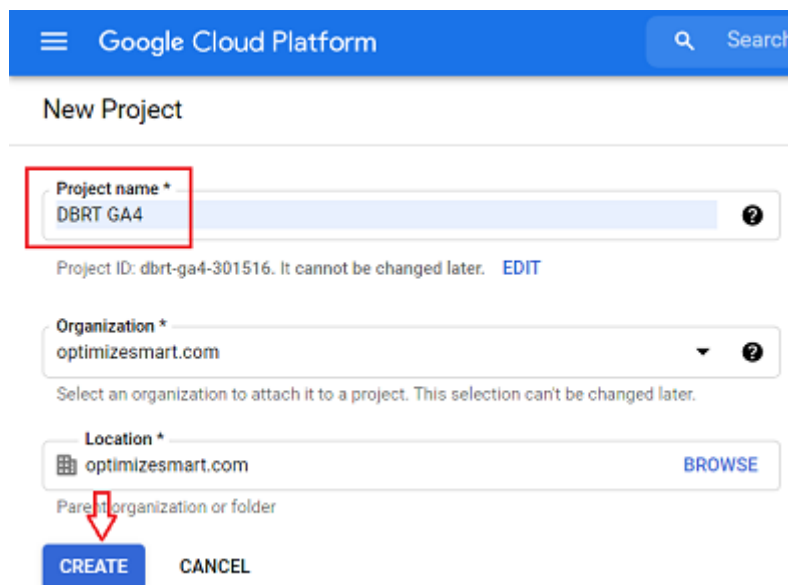 Google Cloud Platform
Search
New Project
Project name *
DBRT GA4
Project ID: dbrt-ga4-301516. It cannot be changed later. EDIT
Organization *
optimizesmart.com
Select an organization to attach it to a project. This selection can't be changed later.
Location *
optimizesmart.com BROWSE
Parent organization or folder
CREATE CANCEL